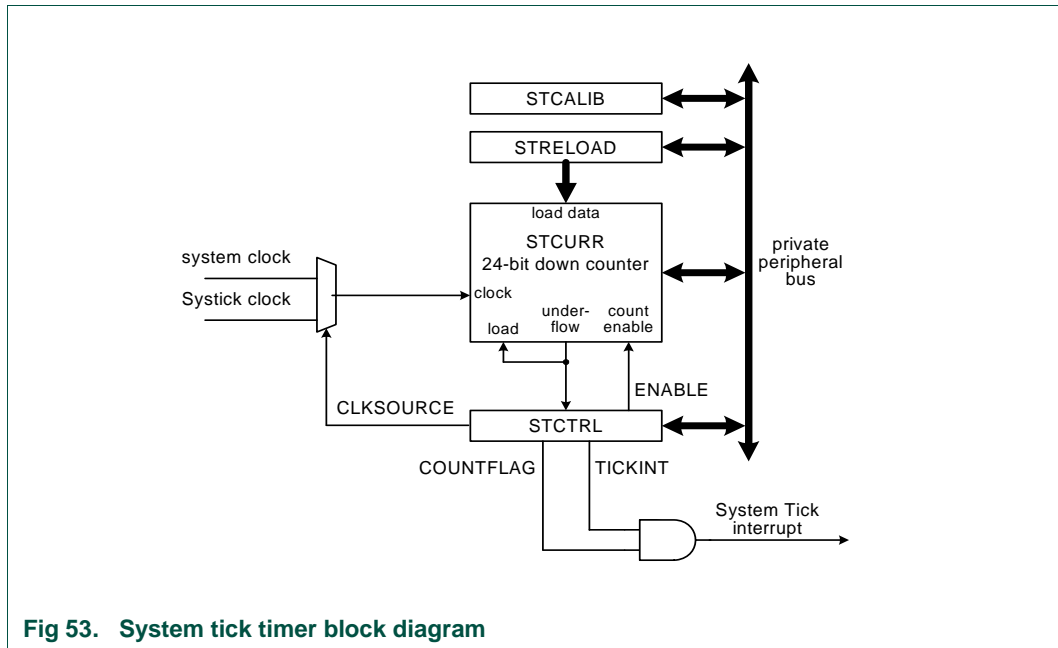 STCALIB
STRELOAD
load data
STCURR
24-bit down counter
private
peripheral
bus
system clock
Systick clock
clock
under-
flow
count
enable
load
ENABLE
CLKSOURCE
STCTRL
COUNTFLAG
TICKINT
System Tick
interrupt
Fig 53. System tick timer block diagram